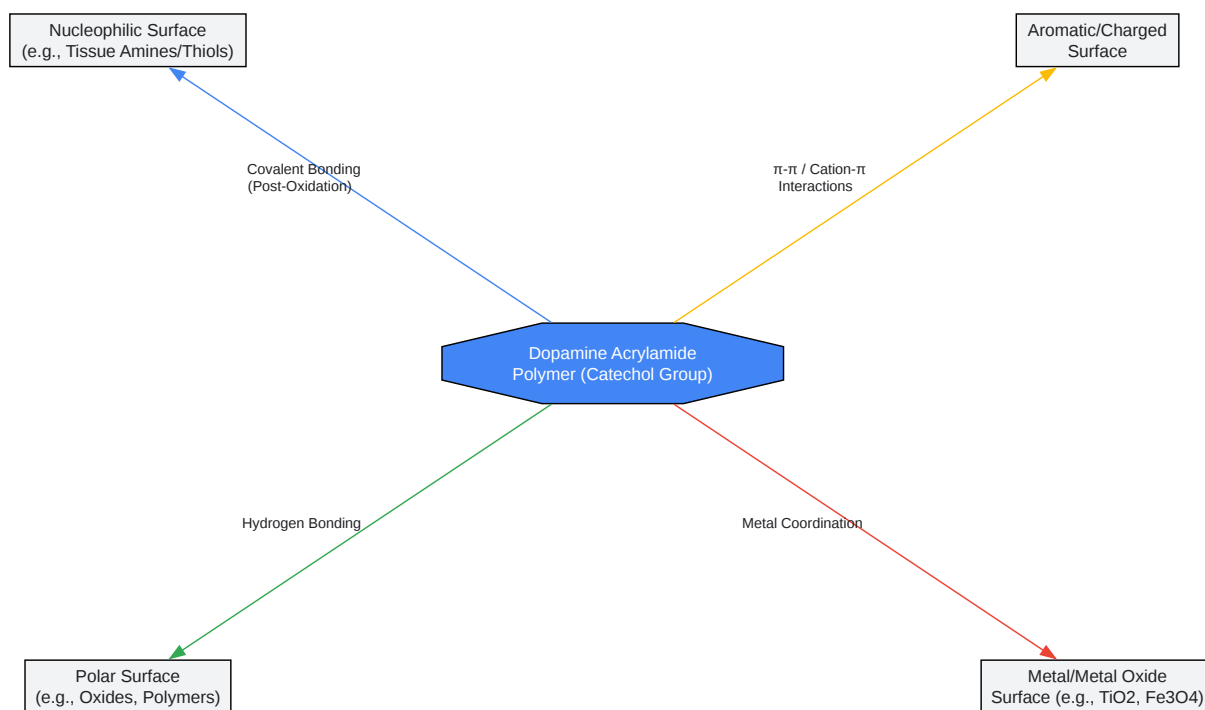 Nucleophilic Surface
(e.g., Tissue Amines/Thiols)
Aromatic/Charged
Surface
Covalent Bonding
(Post-Oxidation)
π-π / Cation-π
Interactions
Dopamine Acrylamide
Polymer (Catechol Group)
Hydrogen Bonding
Metal Coordination
Polar Surface
(e.g., Oxides, Polymers)
Metal/Metal Oxide
Surface (e.g., TiO2, Fe3O4)